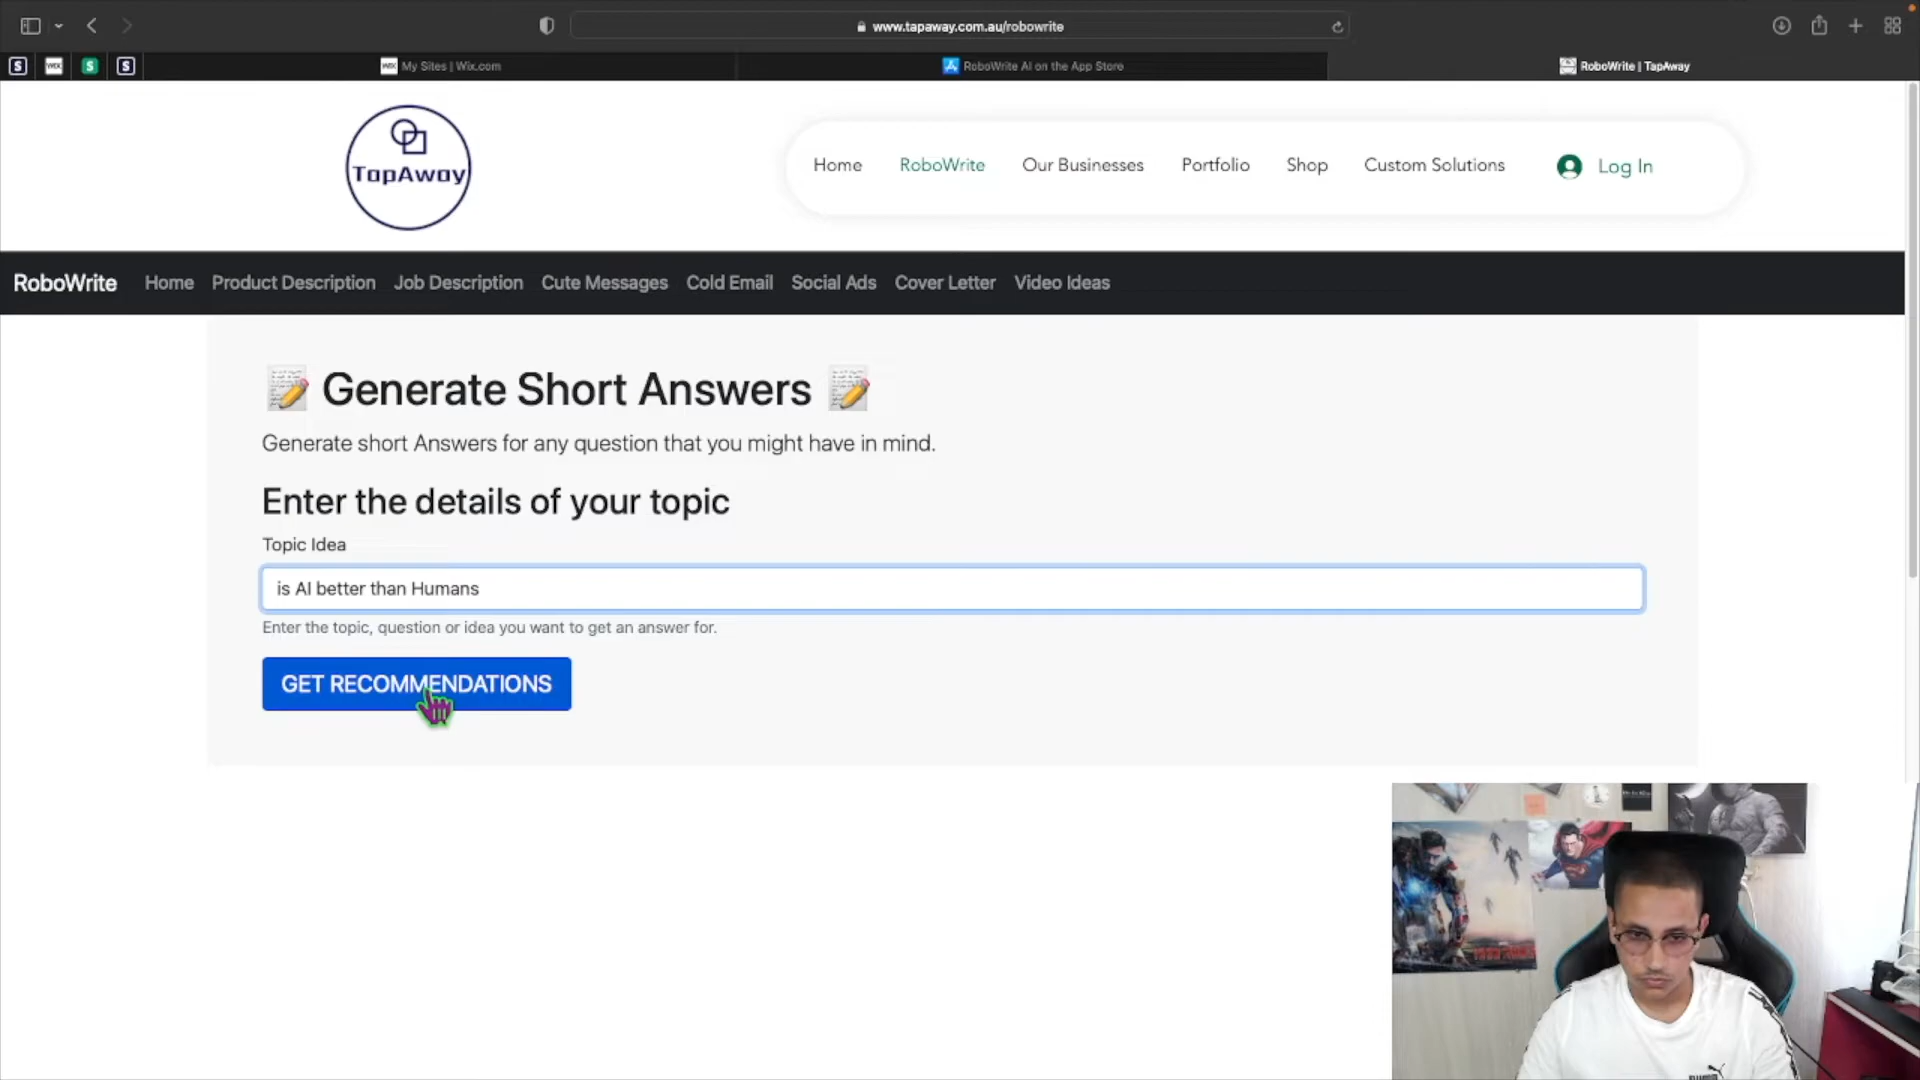 www.tapaway.com.au/robowrite
S WIX S S
WIX My Sites | Wix.com
RoboWrite AI on the App Store
RoboWrite | TapAway
TapAway
Home RoboWrite Our Businesses Portfolio Shop Custom Solutions Log In
RoboWrite Home Product Description Job Description Cute Messages Cold Email Social Ads Cover Letter Video Ideas
Generate Short Answers
Generate short Answers for any question that you might have in mind.
Enter the details of your topic
Topic Idea
is AI better than Humans
Enter the topic, question or idea you want to get an answer for.
GET RECOMMENDATIONS